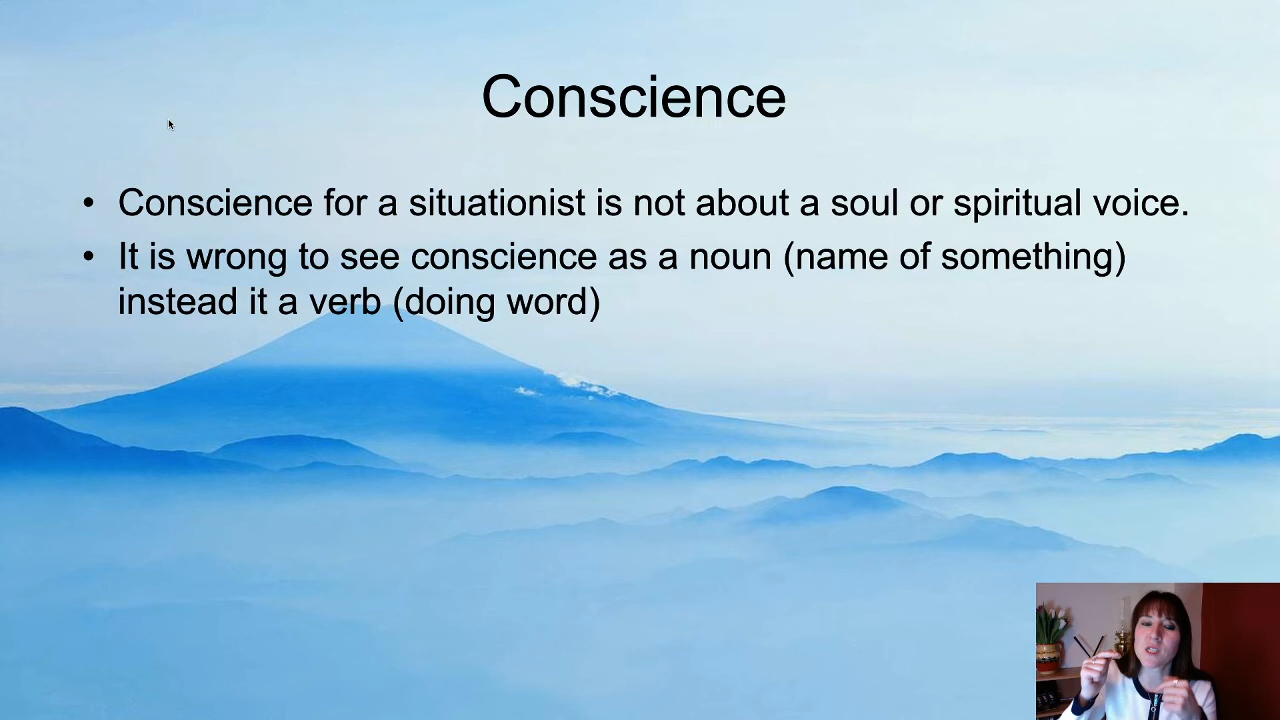 Conscience
• Conscience for a situationist is not about a soul or spiritual voice.
• It is wrong to see conscience as a noun (name of something)
instead it a verb (doing word)